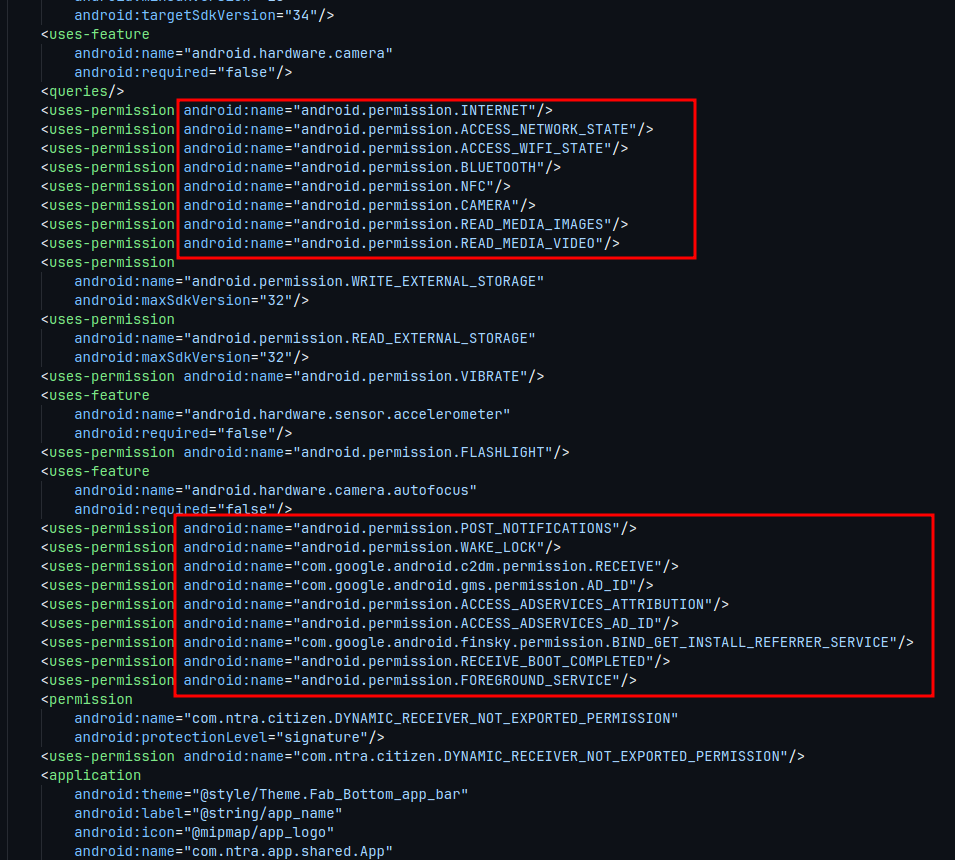 android:targetSdkVersion="34"/>
<uses-feature
android:name="android.hardware.camera"
android:required="false"/>
<queries/>
<uses-permission android:name="android.permission.INTERNET"/>
<uses-permission android:name="android.permission.ACCESS_NETWORK_STATE"/>
<uses-permission android:name="android.permission.ACCESS_WIFI_STATE"/>
<uses-permission android:name="android.permission.BLUETOOTH"/>
<uses-permission android:name="android.permission.NFC"/>
<uses-permission android:name="android.permission.CAMERA"/>
<uses-permission android:name="android.permission.READ_MEDIA_IMAGES"/>
<uses-permission android:name="android.permission.READ_MEDIA_VIDEO"/>
<uses-permission
android:name="android.permission.WRITE_EXTERNAL_STORAGE"
android:maxSdkVersion="32"/>
<uses-permission
android:name="android.permission.READ_EXTERNAL_STORAGE"
android:maxSdkVersion="32"/>
<uses-permission android:name="android.permission.VIBRATE"/>
<uses-feature
android:name="android.hardware.sensor.accelerometer"
android:required="false"/>
<uses-permission android:name="android.permission.FLASHLIGHT"/>
<uses-feature
android:name="android.hardware.camera.autofocus"
android:required="false"/>
<uses-permission android:name="android.permission.POST_NOTIFICATIONS"/>
<uses-permission android:name="android.permission.WAKE_LOCK"/>
<uses-permission android:name="com.google.android.c2dm.permission.RECEIVE"/>
<uses-permission android:name="com.google.android.gms.permission.AD_ID"/>
<uses-permission android:name="android.permission.ACCESS_ADSERVICES_ATTRIBUTION"/>
<uses-permission android:name="android.permission.ACCESS_ADSERVICES_AD_ID"/>
<uses-permission android:name="com.google.android.finsky.permission.BIND_GET_INSTALL_REFERRER_SERVICE"/>
<uses-permission android:name="android.permission.RECEIVE_BOOT_COMPLETED"/>
<uses-permission android:name="android.permission.FOREGROUND_SERVICE"/>
<permission
android:name="com.ntra.citizen.DYNAMIC_RECEIVER_NOT_EXPORTED_PERMISSION"
android:protectionLevel="signature"/>
<uses-permission android:name="com.ntra.citizen.DYNAMIC_RECEIVER_NOT_EXPORTED_PERMISSION"/>
<application
android:theme="@style/Theme.Fab_Bottom_app_bar"
android:label="@string/app_name"
android:icon="@mipmap/app_logo"
android:name="com.ntra.app.shared.App"